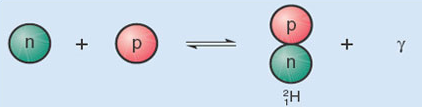 n + p ⇌ p + γ
n
²₁H